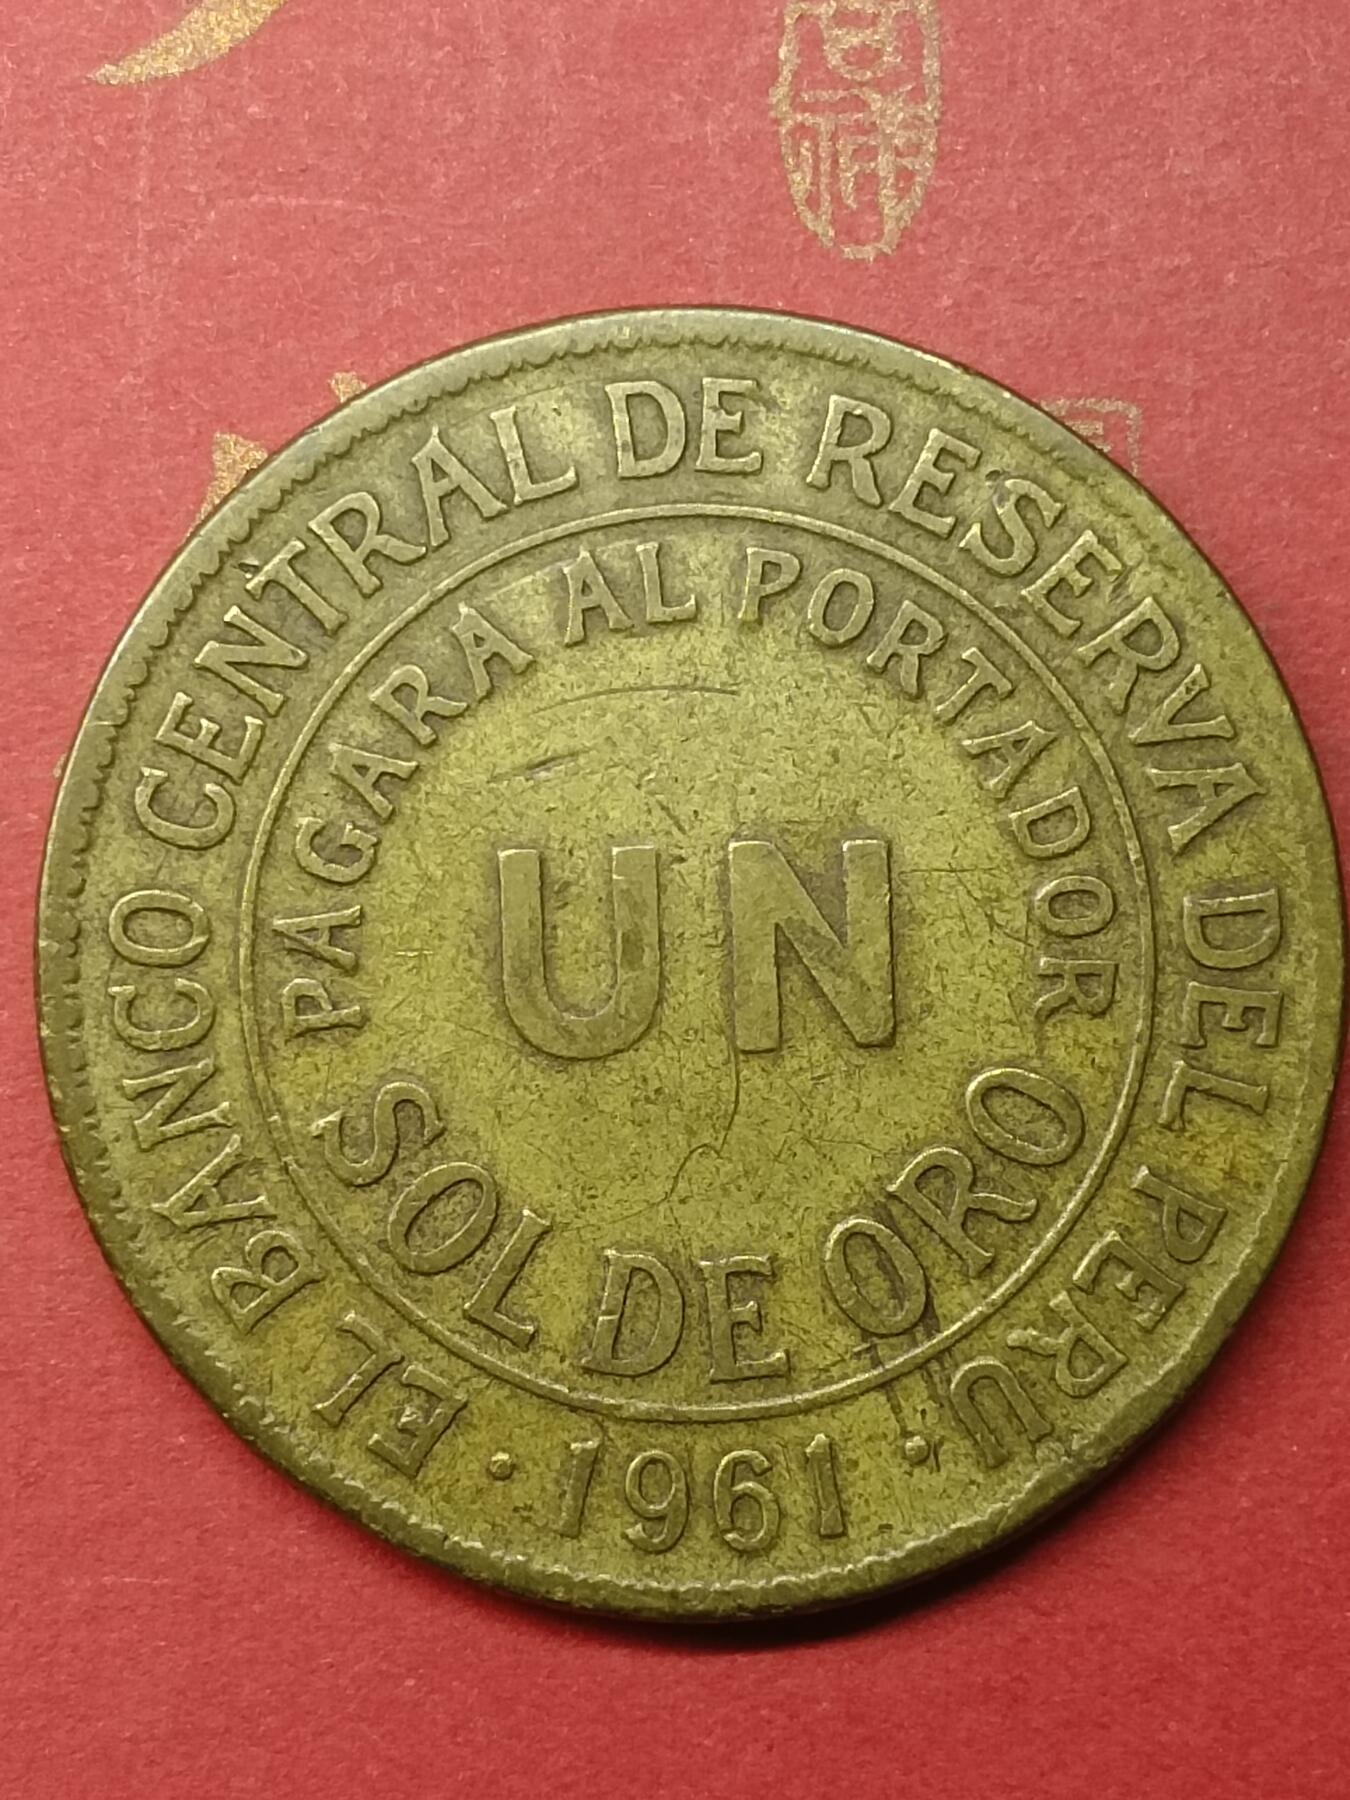 EL BANCO CENTRAL DE RESERVA DEL PERU
PAGARA AL PORTADOR
UN
SOL DE ORO
· 1961 ·